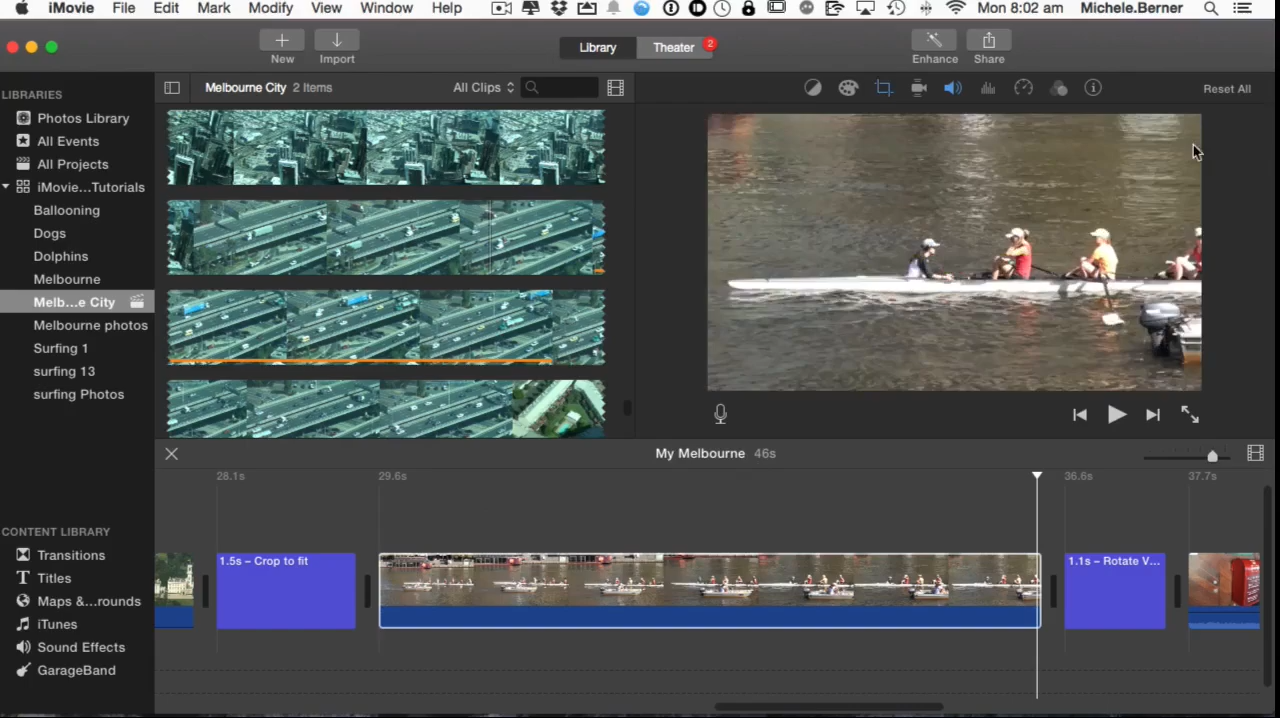 iMovie File Edit Mark Modify View Window Help Mon 8:02 am Michele.Berner
New Import Library Theater 2 Enhance Share
LIBRARIES
Photos Library
All Events
All Projects
iMovie...Tutorials
Ballooning
Dogs
Dolphins
Melbourne
Melb...e City
Melbourne photos
Surfing 1
surfing 13
surfing Photos
CONTENT LIBRARY
Transitions
Titles
Maps &...rounds
iTunes
Sound Effects
GarageBand
Melbourne City 2 Items All Clips
Reset All
My Melbourne 46s
28.1s 29.6s 36.6s 37.7s
1.5s – Crop to fit 1.1s – Rotate V...